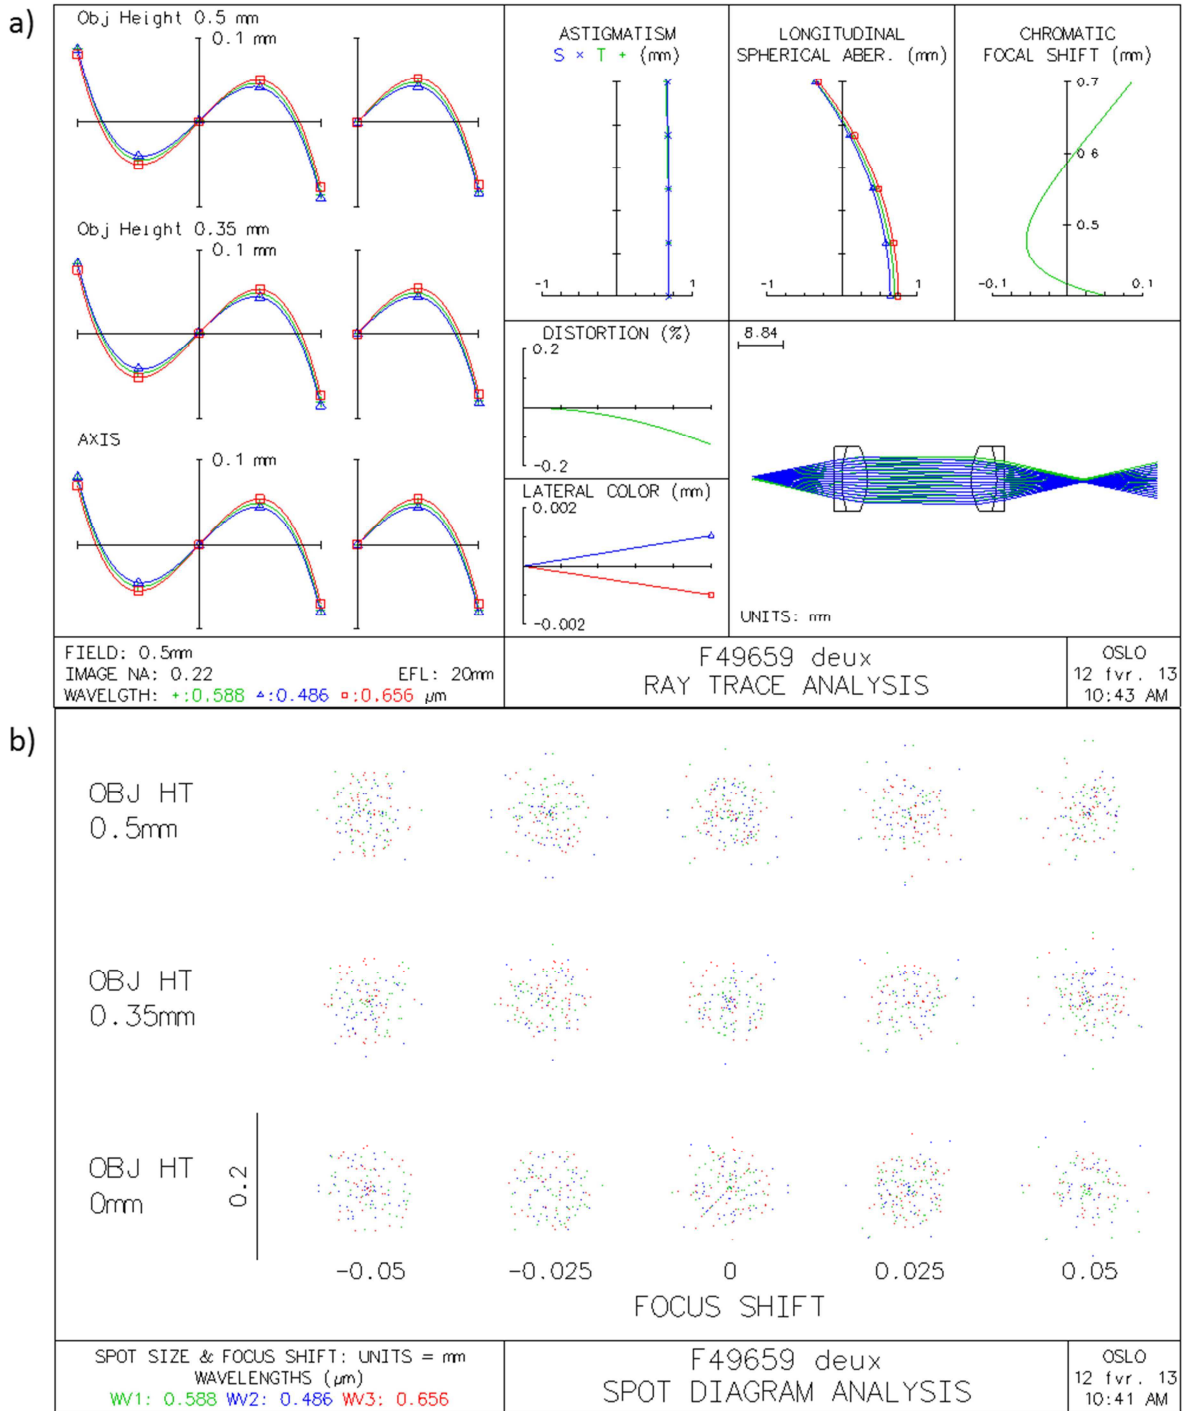 a)
Obj Height 0.5 mm
0.1 mm
Obj Height 0.35 mm
0.1 mm
AXIS
0.1 mm
ASTIGMATISM
S × T + (mm)
-1
1
LONGITUDINAL
SPHERICAL ABER. (mm)
-1
1
CHROMATIC
FOCAL SHIFT (mm)
0.7
0.6
0.5
-0.1
0.1
DISTORTION (%)
0.2
-0.2
LATERAL COLOR (mm)
0.002
-0.002
8.84
UNITS: mm
FIELD: 0.5mm
IMAGE NA: 0.22 EFL: 20mm
WAVELGTH: +:0.588 ▵:0.486 ▫:0.656 µm
F49659 deux
RAY TRACE ANALYSIS
OSLO
12 fvr. 13
10:43 AM
b)
OBJ HT
0.5mm
OBJ HT
0.35mm
OBJ HT
0mm
0.2
-0.05 -0.025 0 0.025 0.05
FOCUS SHIFT
SPOT SIZE & FOCUS SHIFT: UNITS = mm
WAVELENGTHS (µm)
WV1: 0.588 WV2: 0.486 WV3: 0.656
F49659 deux
SPOT DIAGRAM ANALYSIS
OSLO
12 fvr. 13
10:41 AM